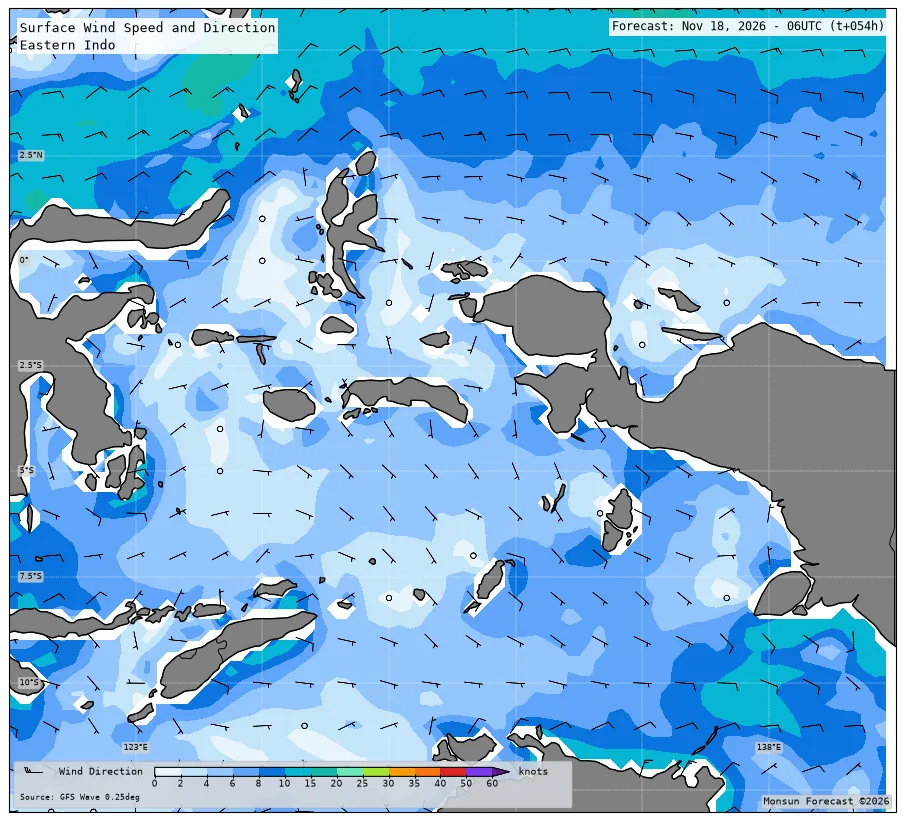 Surface Wind Speed and Direction
Eastern Indo
Forecast: Nov 18, 2026 - 06UTC (t+054h)
2.5°N
0°
2.5°S
5°S
7.5°S
10°S
123°E
138°E
Wind Direction
0 2 4 6 8 10 15 20 25 30 35 40 50 60
knots
Source: GFS Wave 0.25deg
Monsun Forecast ©2026